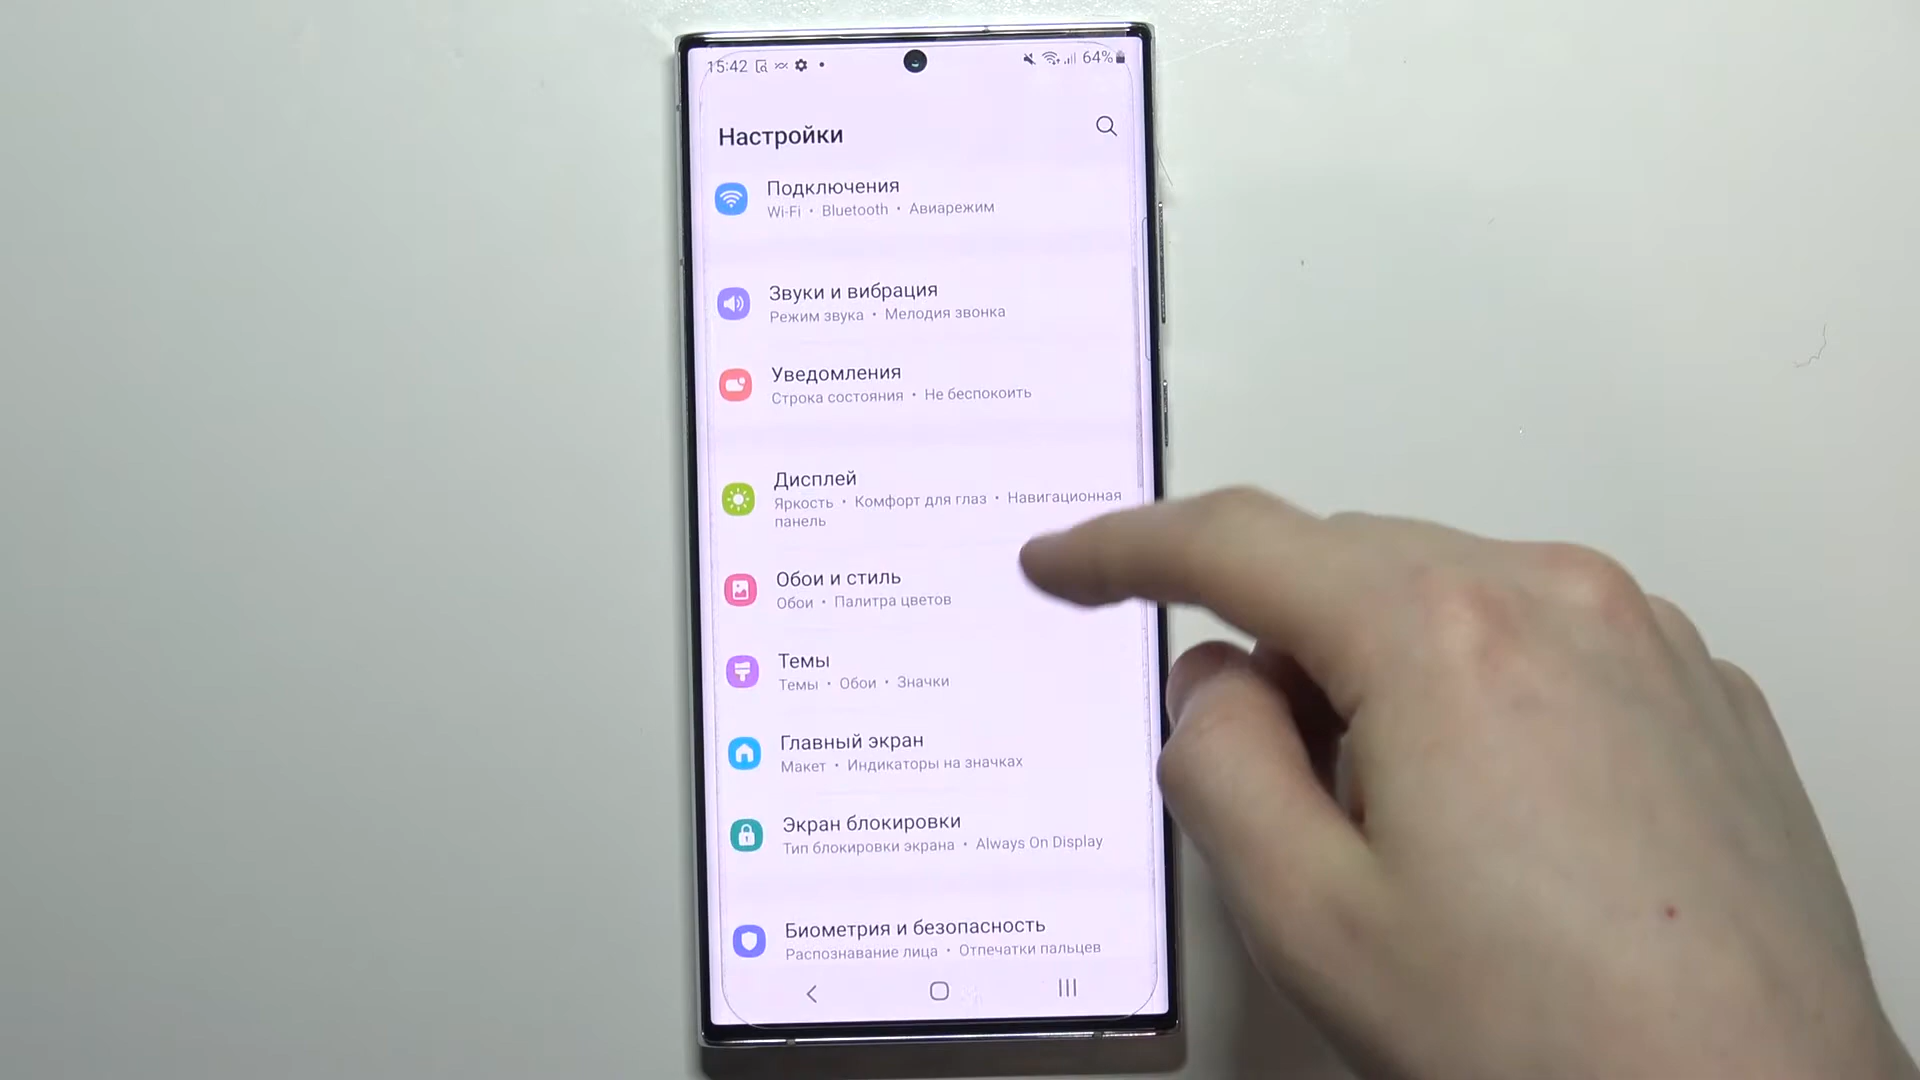 15:42
64%
Настройки
Подключения
Wi-Fi • Bluetooth • Авиарежим
Звуки и вибрация
Режим звука • Мелодия звонка
Уведомления
Строка состояния • Не беспокоить
Дисплей
Яркость • Комфорт для глаз • Навигационная
панель
Обои и стиль
Обои • Палитра цветов
Темы
Темы • Обои • Значки
Главный экран
Макет • Индикаторы на значках
Экран блокировки
Тип блокировки экрана • Always On Display
Биометрия и безопасность
Распознавание лица • Отпечатки пальцев